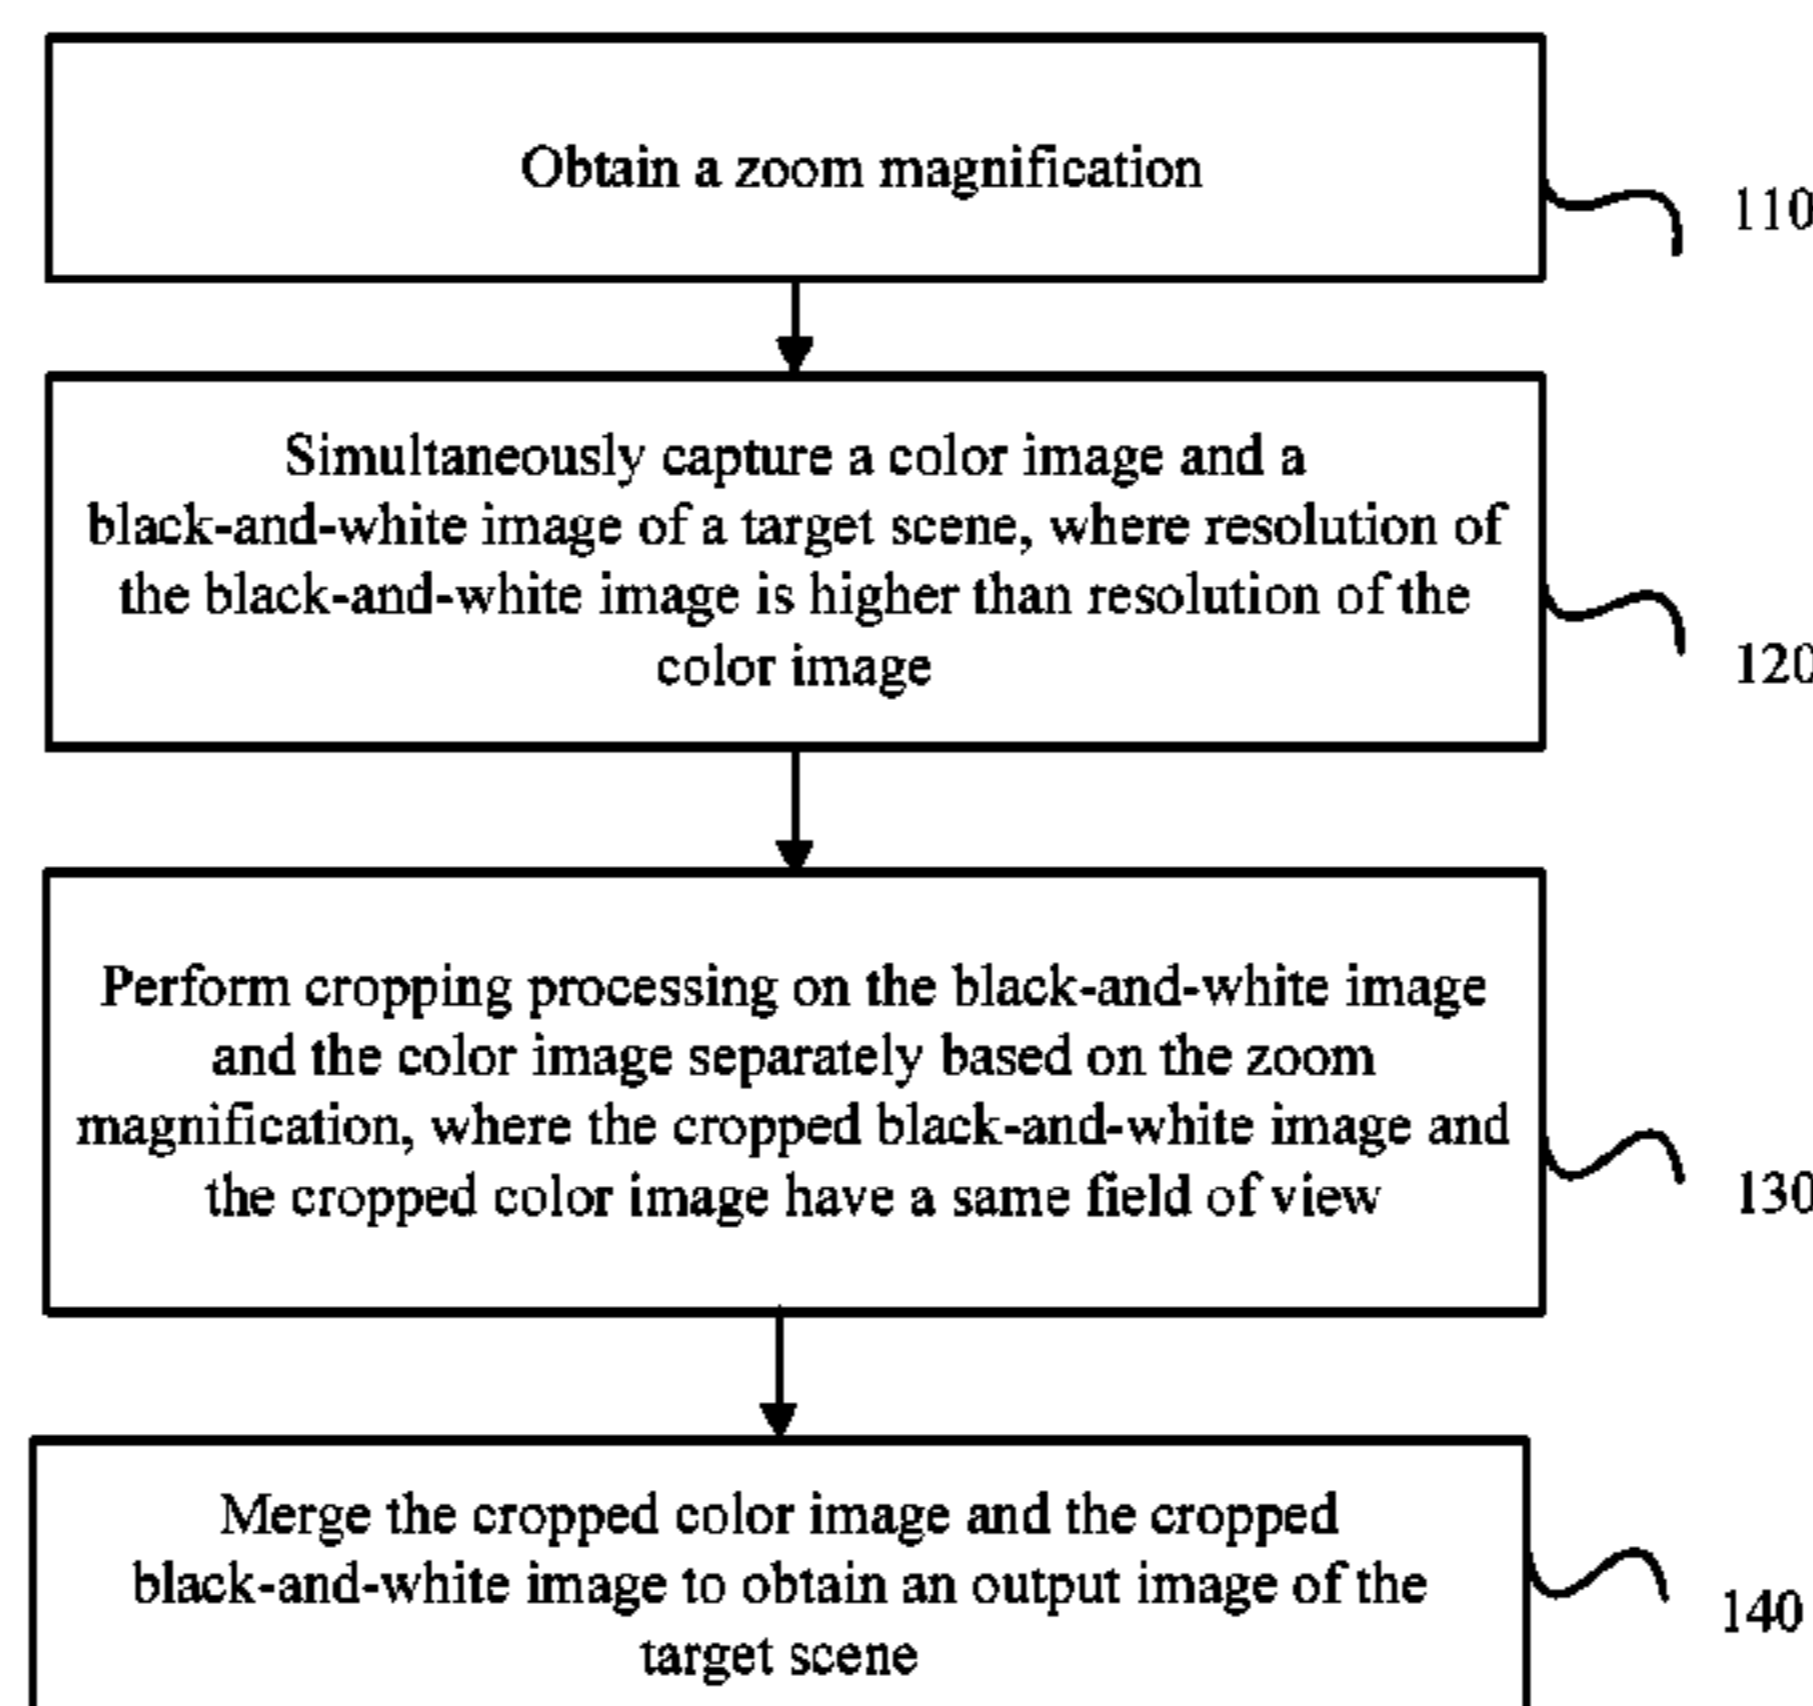 Obtain a zoom magnification
110
Simultaneously capture a color image and a
black-and-white image of a target scene, where resolution of
the black-and-white image is higher than resolution of the
color image
120
Perform cropping processing on the black-and-white image
and the color image separately based on the zoom
magnification, where the cropped black-and-white image and
the cropped color image have a same field of view
130
Merge the cropped color image and the cropped
black-and-white image to obtain an output image of the
target scene
140